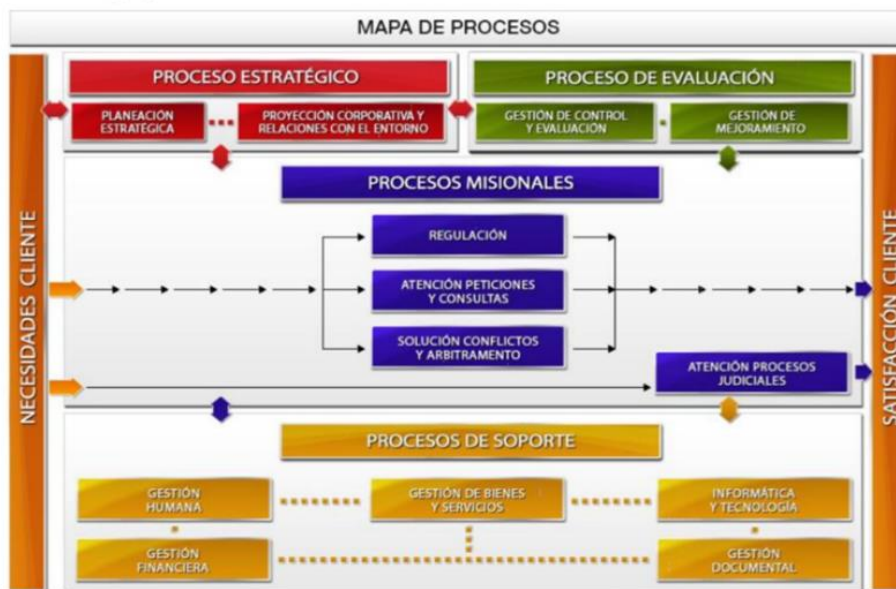 MAPA DE PROCESOS
NECESIDADES CLIENTE
PROCESO ESTRATÉGICO
PLANEACIÓN
ESTRATÉGICA
PROYECCIÓN CORPORATIVA Y
RELACIONES CON EL ENTORNO
PROCESO DE EVALUACIÓN
GESTIÓN DE CONTROL
Y EVALUACIÓN
GESTIÓN DE
MEJORAMIENTO
PROCESOS MISIONALES
REGULACIÓN
ATENCIÓN PETICIONES
Y CONSULTAS
SOLUCIÓN CONFLICTOS
Y ARBITRAMENTO
ATENCIÓN PROCESOS
JUDICIALES
PROCESOS DE SOPORTE
GESTIÓN
HUMANA
GESTIÓN DE BIENES
Y SERVICIOS
INFORMÁTICA
Y TECNOLOGÍA
GESTIÓN
FINANCIERA
GESTIÓN
DOCUMENTAL
SATISFACCCIÓN CLIENTE